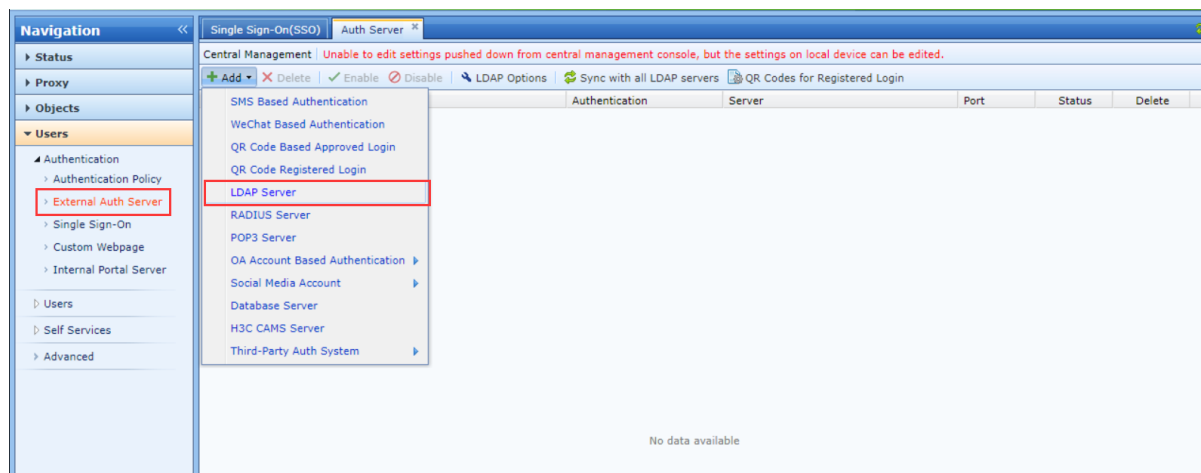 Navigation
Status
Proxy
Objects
Users
Authentication
Authentication Policy
External Auth Server
Single Sign-On
Custom Webpage
Internal Portal Server
Users
Self Services
Advanced
Single Sign-On(SSO) Auth Server
Central Management Unable to edit settings pushed down from central management console, but the settings on local device can be edited.
Add Delete Enable Disable LDAP Options Sync with all LDAP servers QR Codes for Registered Login
Authentication Server Port Status Delete
SMS Based Authentication
WeChat Based Authentication
QR Code Based Approved Login
QR Code Registered Login
LDAP Server
RADIUS Server
POP3 Server
OA Account Based Authentication
Social Media Account
Database Server
H3C CAMS Server
Third-Party Auth System
No data available